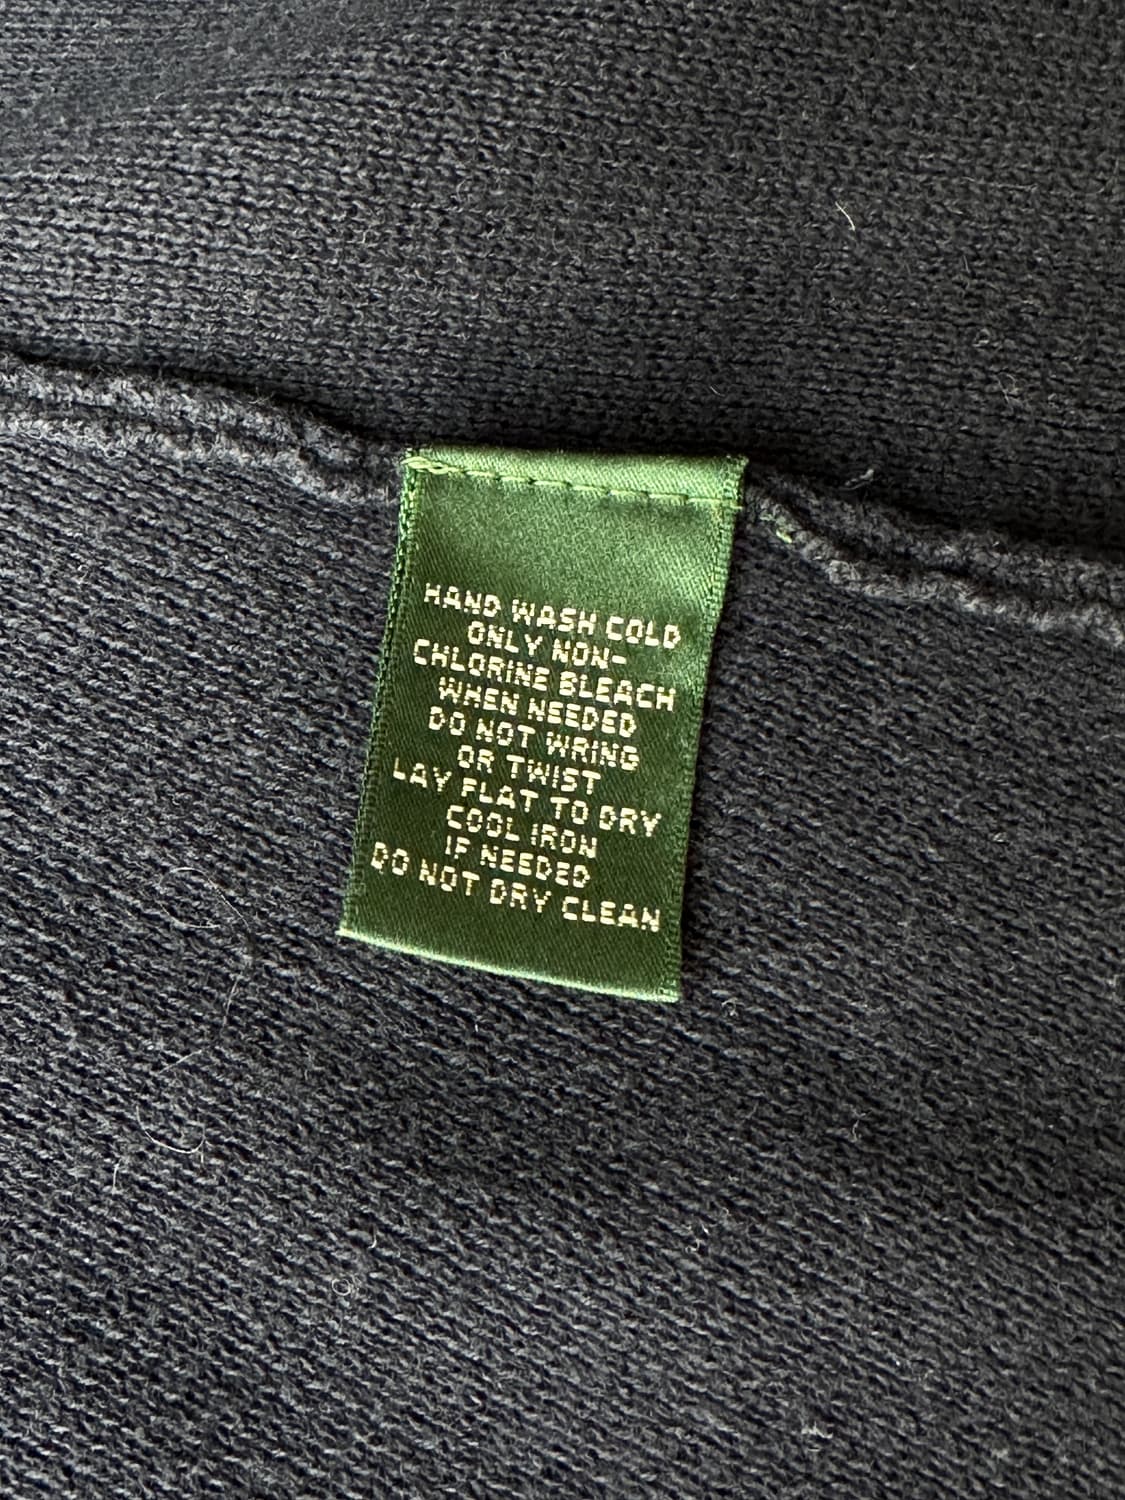 HAND WASH COLD
ONLY NON-
CHLORINE BLEACH
WHEN NEEDED
DO NOT WRING
OR TWIST
LAY FLAT TO DRY
COOL IRON
IF NEEDED
DO NOT DRY CLEAN